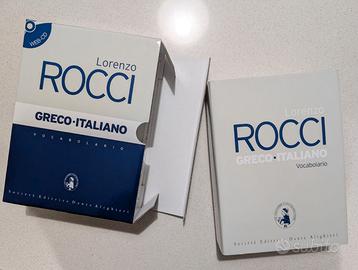 WEB-CD
Lorenzo
ROCCI
GRECO·ITALIANO
VOCABOLARIO
Società Editrice Dante Alighieri
Lorenzo
ROCCI
GRECO·ITALIANO
Vocabolario
Società Editrice Dante Alighieri
subito